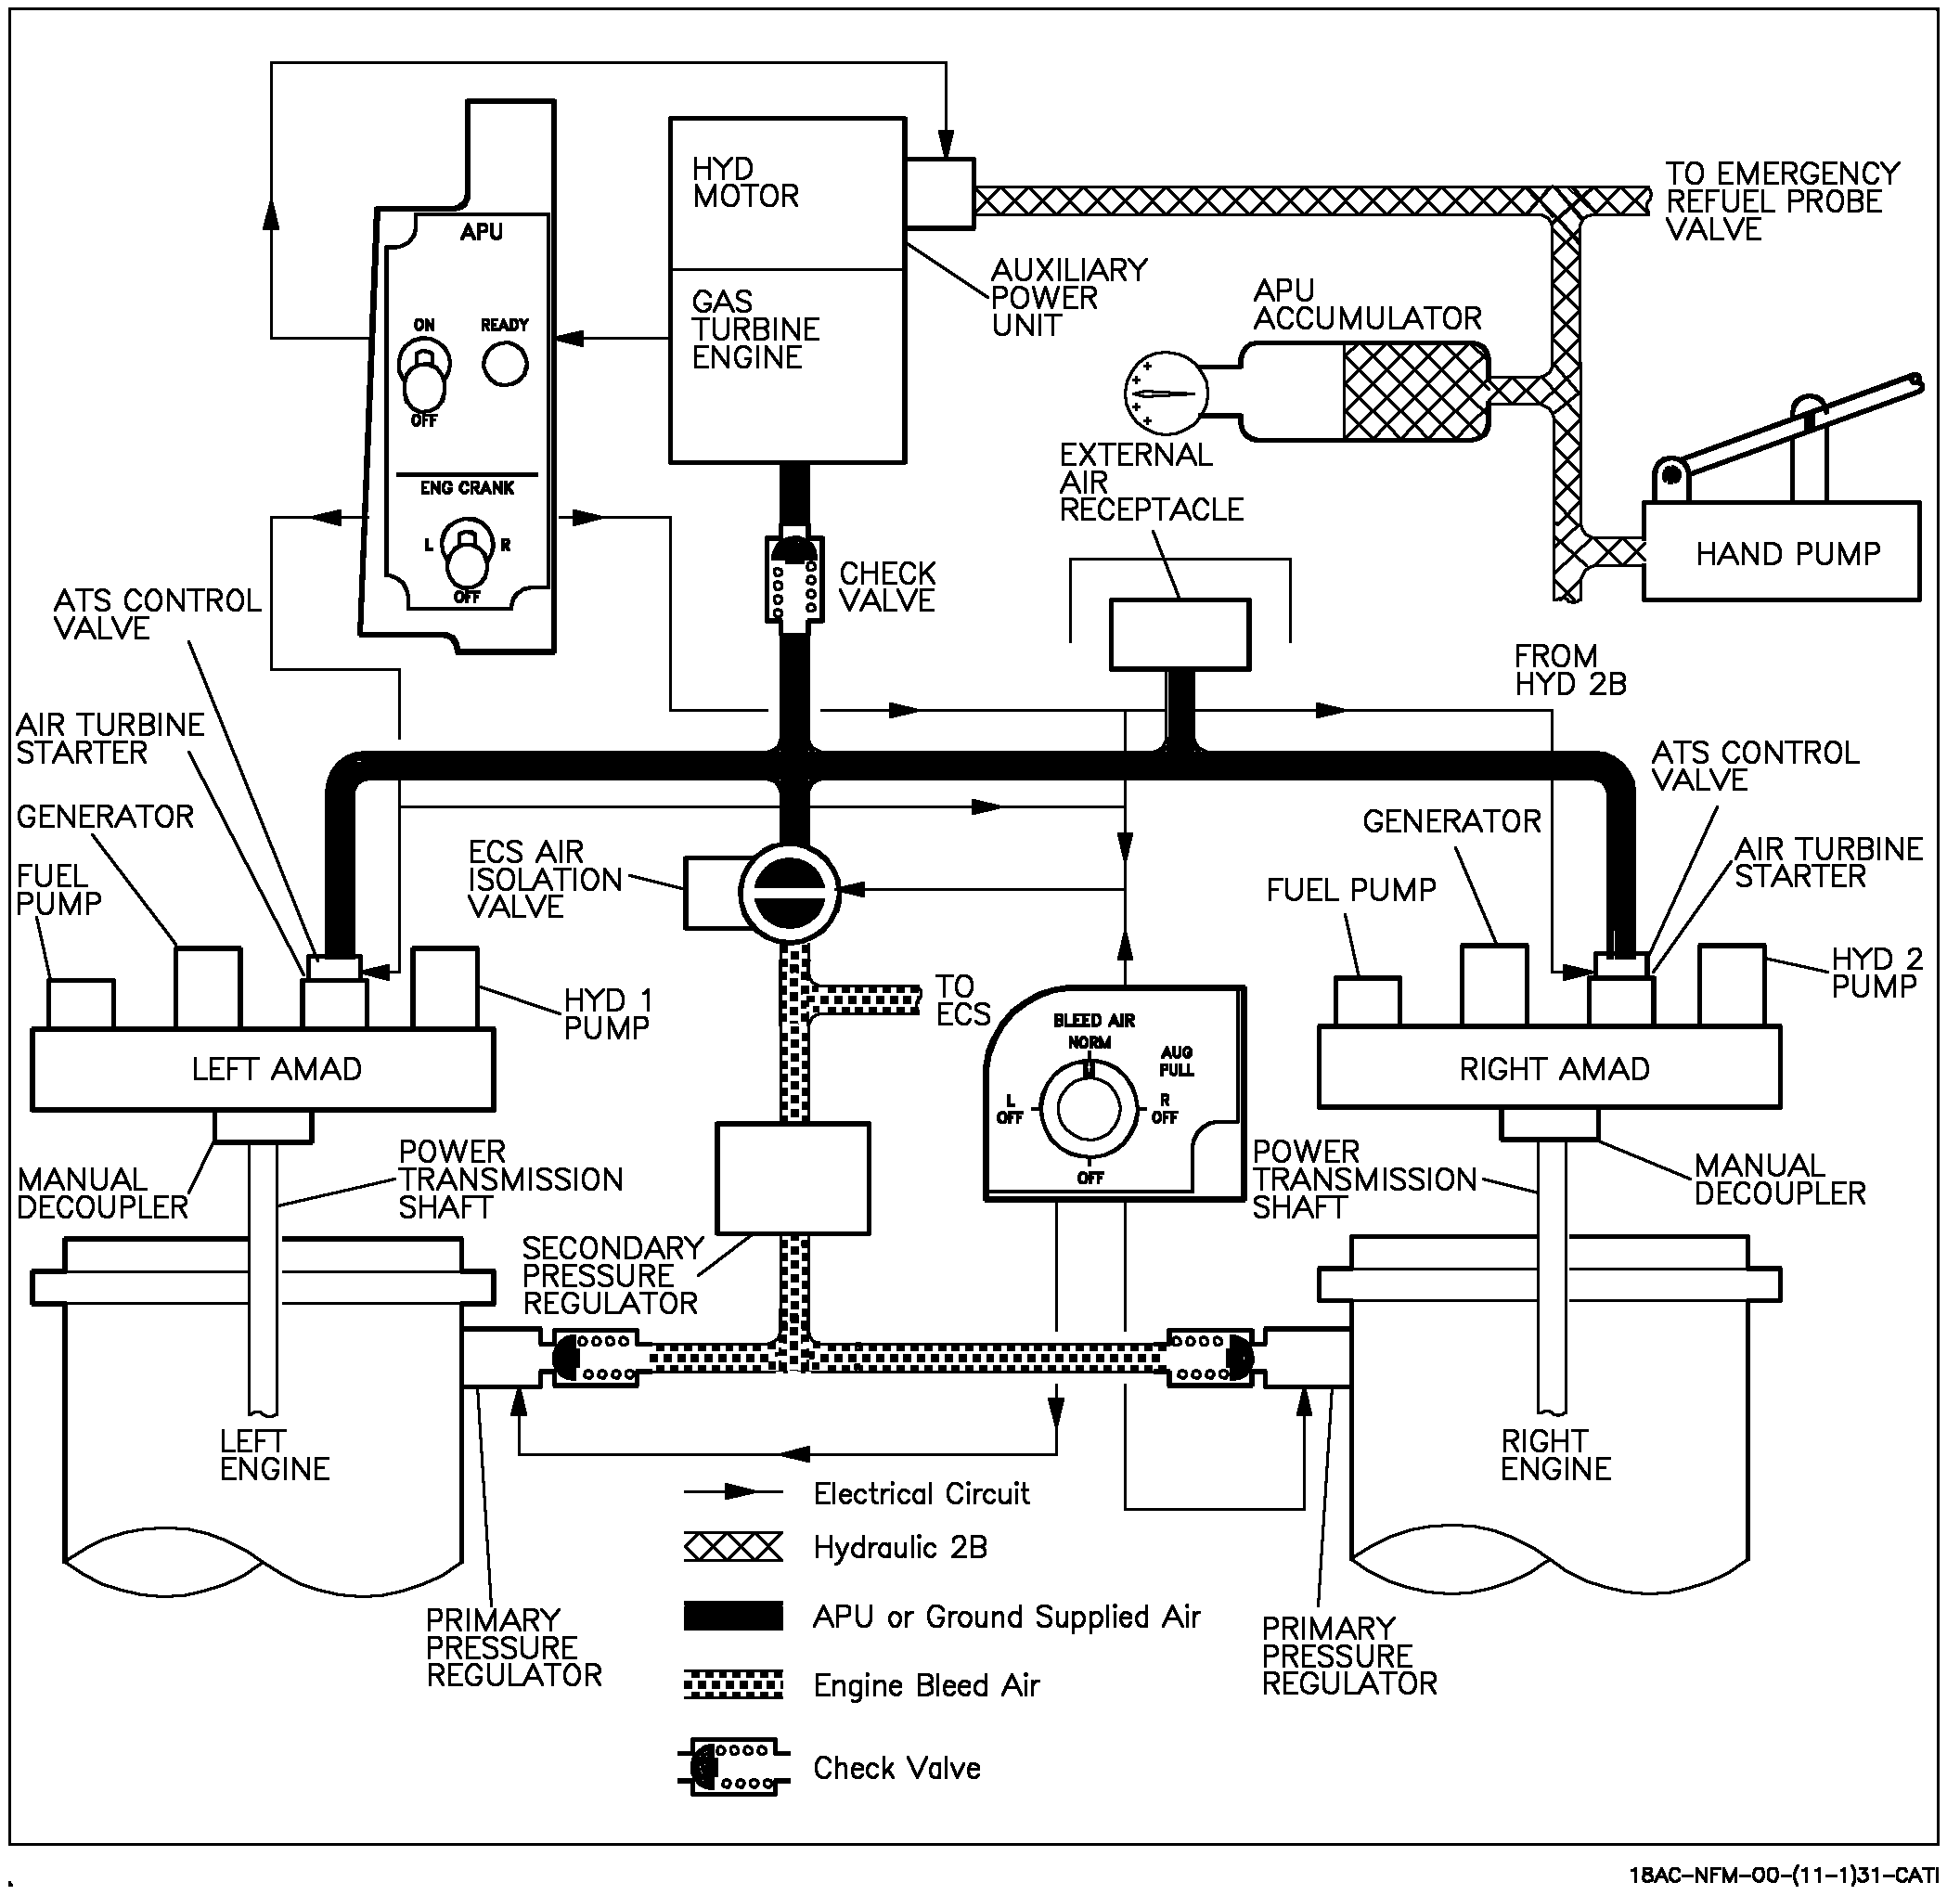 HYD
MOTOR
TO EMERGENCY
REFUEL PROBE
VALVE
APU
AUXILIARY
POWER
UNIT
APU
ACCUMULATOR
GAS
TURBINE
ENGINE
ON
READY
OFF
EXTERNAL
AIR
RECEPTACLE
ENG CRANK
L
R
OFF
HAND PUMP
CHECK
VALVE
ATS CONTROL
VALVE
FROM
HYD 2B
AIR TURBINE
STARTER
ATS CONTROL
VALVE
GENERATOR
GENERATOR
ECS AIR
ISOLATION
VALVE
AIR TURBINE
STARTER
FUEL
PUMP
FUEL PUMP
HYD 1
PUMP
TO
ECS
HYD 2
PUMP
BLEED AIR
NORM
AUG
PULL
L
OFF
R
OFF
OFF
LEFT AMAD
RIGHT AMAD
MANUAL
DECOUPLER
POWER
TRANSMISSION
SHAFT
POWER
TRANSMISSION
SHAFT
MANUAL
DECOUPLER
SECONDARY
PRESSURE
REGULATOR
LEFT
ENGINE
RIGHT
ENGINE
Electrical Circuit
Hydraulic 2B
APU or Ground Supplied Air
PRIMARY
PRESSURE
REGULATOR
PRIMARY
PRESSURE
REGULATOR
Engine Bleed Air
Check Valve
18AC-NFM-00-(11-1)31-CATI